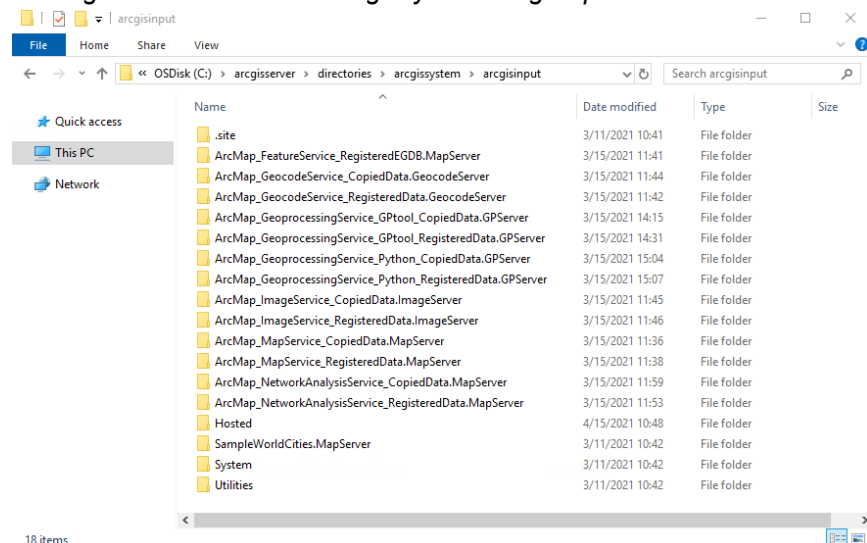 arcgisinput
File Home Share View
« OSDisk (C:) › arcgisserver › directories › arcgissystem › arcgisinput Search arcgisinput
Name Date modified Type Size
Quick access
This PC
Network
.site 3/11/2021 10:41 File folder
ArcMap_FeatureService_RegisteredEGDB.MapServer 3/15/2021 11:41 File folder
ArcMap_GeocodeService_CopiedData.GeocodeServer 3/15/2021 11:44 File folder
ArcMap_GeocodeService_RegisteredData.GeocodeServer 3/15/2021 11:42 File folder
ArcMap_GeoprocessingService_GPtool_CopiedData.GPServer 3/15/2021 14:15 File folder
ArcMap_GeoprocessingService_GPtool_RegisteredData.GPServer 3/15/2021 14:31 File folder
ArcMap_GeoprocessingService_Python_CopiedData.GPServer 3/15/2021 15:04 File folder
ArcMap_GeoprocessingService_Python_RegisteredData.GPServer 3/15/2021 15:07 File folder
ArcMap_ImageService_CopiedData.ImageServer 3/15/2021 11:45 File folder
ArcMap_ImageService_RegisteredData.ImageServer 3/15/2021 11:46 File folder
ArcMap_MapService_CopiedData.MapServer 3/15/2021 11:36 File folder
ArcMap_MapService_RegisteredData.MapServer 3/15/2021 11:38 File folder
ArcMap_NetworkAnalysisService_CopiedData.MapServer 3/15/2021 11:59 File folder
ArcMap_NetworkAnalysisService_RegisteredData.MapServer 3/15/2021 11:53 File folder
Hosted 4/15/2021 10:48 File folder
SampleWorldCities.MapServer 3/11/2021 10:42 File folder
System 3/11/2021 10:42 File folder
Utilities 3/11/2021 10:42 File folder
18 items